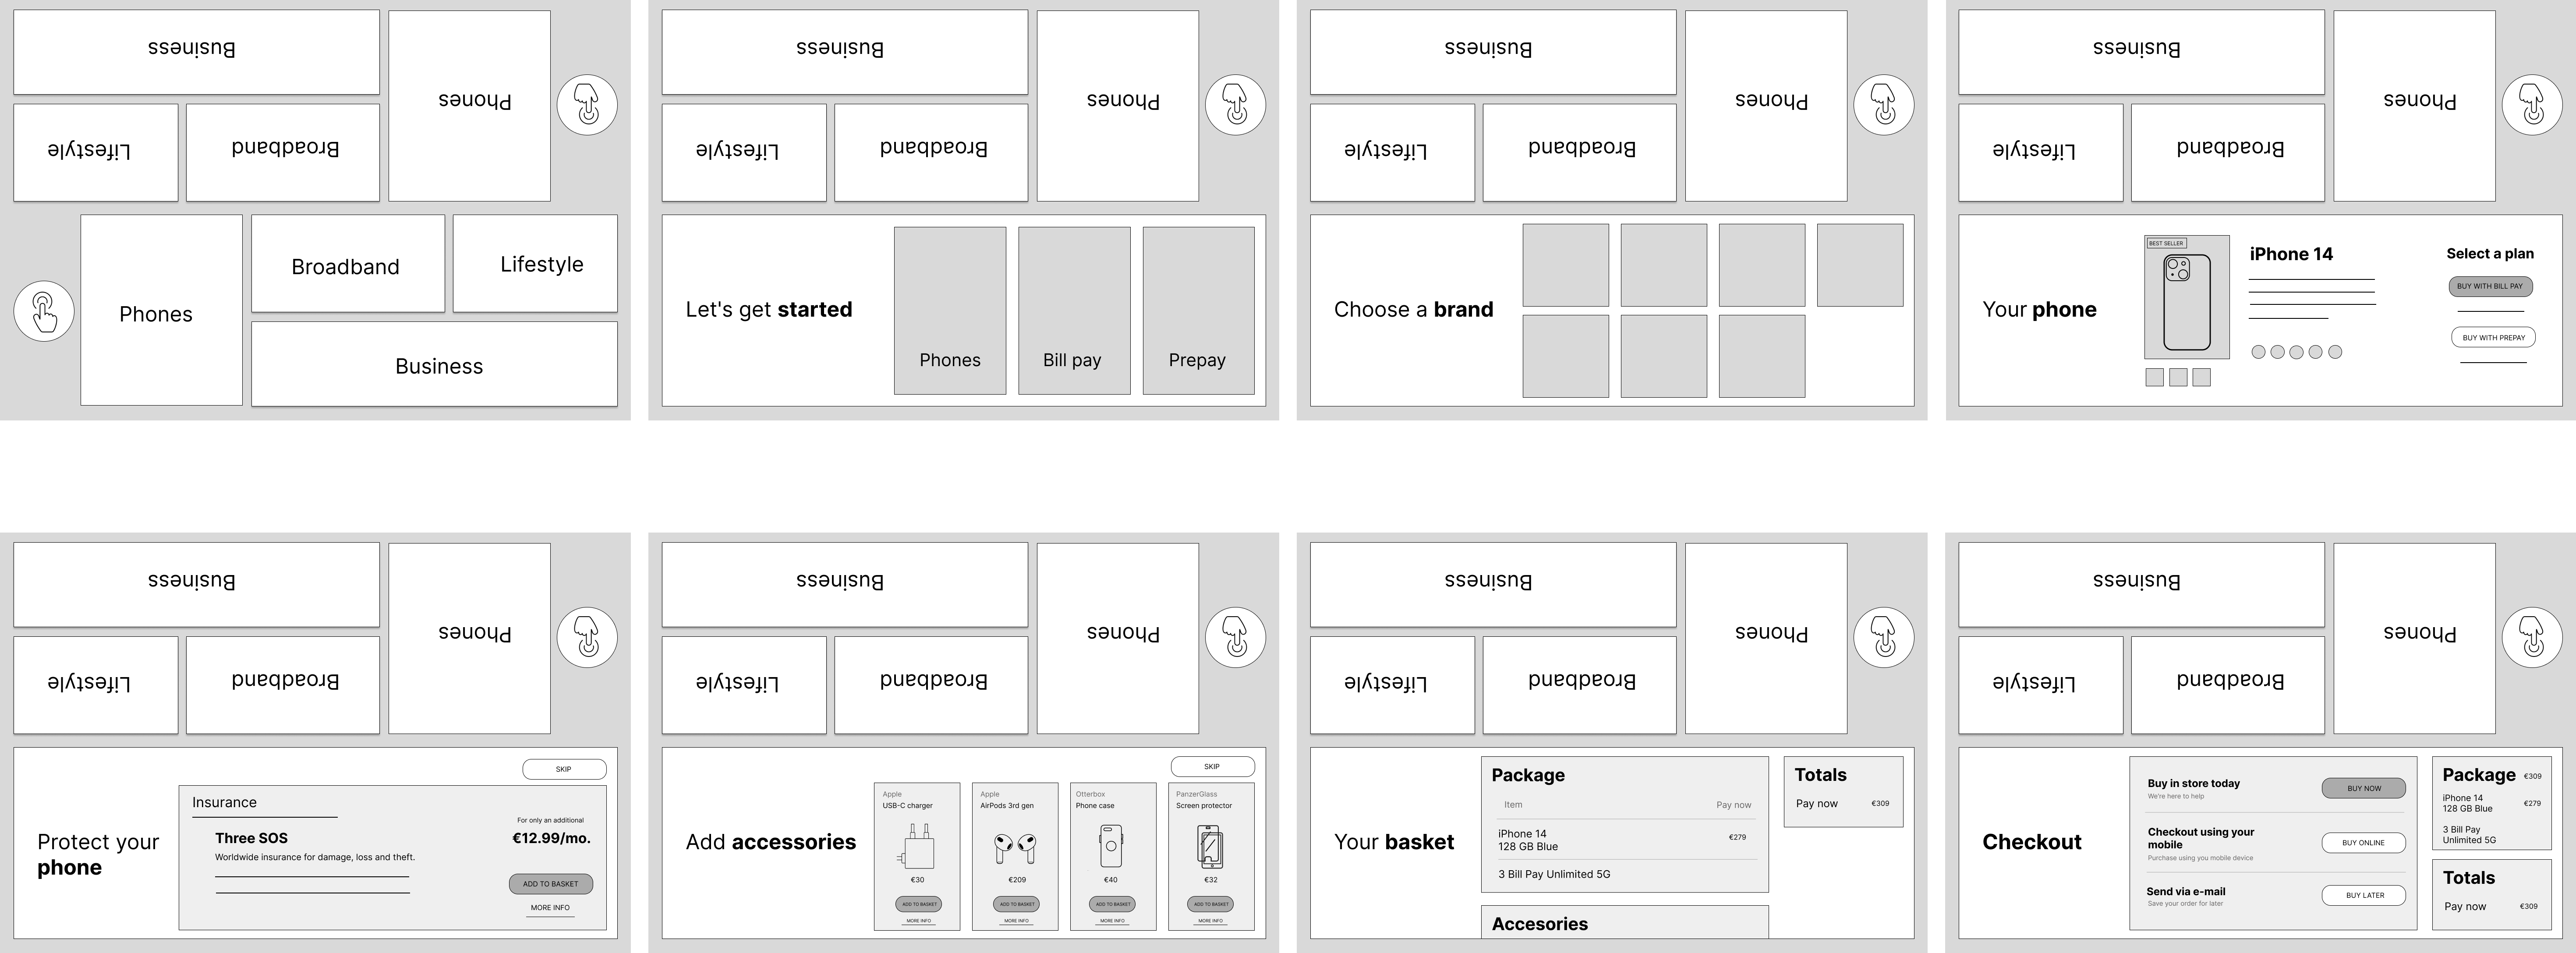 Business
Phones
Lifestyle
Broadband
Phones
Broadband
Lifestyle
Business
Business
Phones
Lifestyle
Broadband
Let's get started
Phones
Bill pay
Prepay
Business
Phones
Lifestyle
Broadband
Choose a brand
Business
Phones
Lifestyle
Broadband
Your phone
BEST SELLER
iPhone 14
Select a plan
BUY WITH BILL PAY
BUY WITH PREPAY
Business
Phones
Lifestyle
Broadband
Protect your
phone
SKIP
Insurance
Three SOS
Worldwide insurance for damage, loss and theft.
For only an additional
€12.99/mo.
ADD TO BASKET
MORE INFO
Business
Phones
Lifestyle
Broadband
Add accessories
SKIP
Apple
USB-C charger
€30
ADD TO BASKET
MORE INFO
Apple
AirPods 3rd gen
€209
ADD TO BASKET
MORE INFO
Otterbox
Phone case
€40
ADD TO BASKET
MORE INFO
PanzerGlass
Screen protector
€32
ADD TO BASKET
MORE INFO
Business
Phones
Lifestyle
Broadband
Your basket
Package
Item Pay now
iPhone 14
128 GB Blue
€279
3 Bill Pay Unlimited 5G
Accesories
Totals
Pay now €309
Business
Phones
Lifestyle
Broadband
Checkout
Buy in store today
We're here to help
BUY NOW
Checkout using your
mobile
Purchase using you mobile device
BUY ONLINE
Send via e-mail
Save your order for later
BUY LATER
Package €309
iPhone 14
128 GB Blue
€279
3 Bill Pay
Unlimited 5G
Totals
Pay now €309